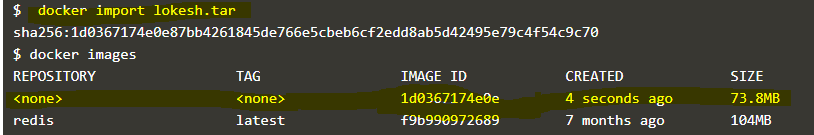 $ docker import lokesh.tar
sha256:1d0367174e0e87bb4261845de766e5cbeb6cf2edd8ab5d42495e79c4f54c9c70
$ docker images
REPOSITORY TAG IMAGE ID CREATED SIZE
<none> <none> 1d0367174e0e 4 seconds ago 73.8MB
redis latest f9b990972689 7 months ago 104MB